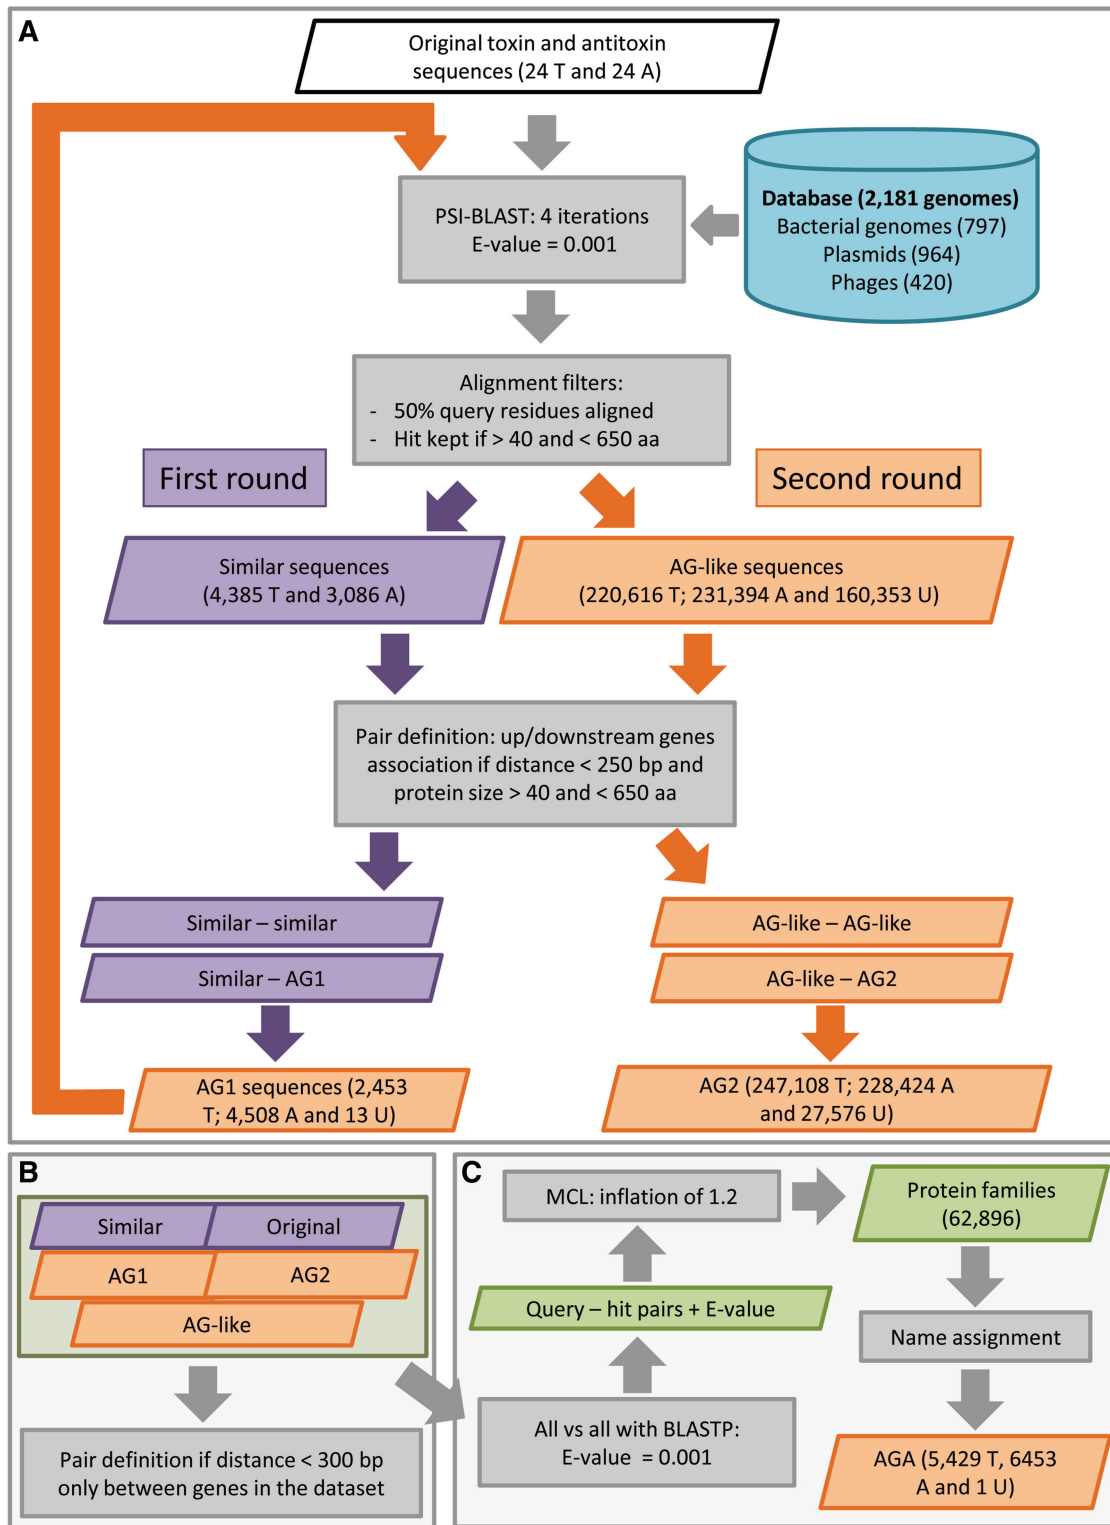 A
Original toxin and antitoxin
sequences (24 T and 24 A)
PSI-BLAST: 4 iterations
E-value = 0.001
Database (2,181 genomes)
Bacterial genomes (797)
Plasmids (964)
Phages (420)
Alignment filters:
- 50% query residues aligned
- Hit kept if > 40 and < 650 aa
First round
Second round
Similar sequences
(4,385 T and 3,086 A)
AG-like sequences
(220,616 T; 231,394 A and 160,353 U)
Pair definition: up/downstream genes
association if distance < 250 bp and
protein size > 40 and < 650 aa
Similar – similar
Similar – AG1
AG-like – AG-like
AG-like – AG2
AG1 sequences (2,453
T; 4,508 A and 13 U)
AG2 (247,108 T; 228,424 A
and 27,576 U)
B
Similar
Original
AG1
AG2
AG-like
Pair definition if distance < 300 bp
only between genes in the dataset
C
MCL: inflation of 1.2
Query – hit pairs + E-value
All vs all with BLASTP:
E-value = 0.001
Protein families
(62,896)
Name assignment
AGA (5,429 T, 6453
A and 1 U)